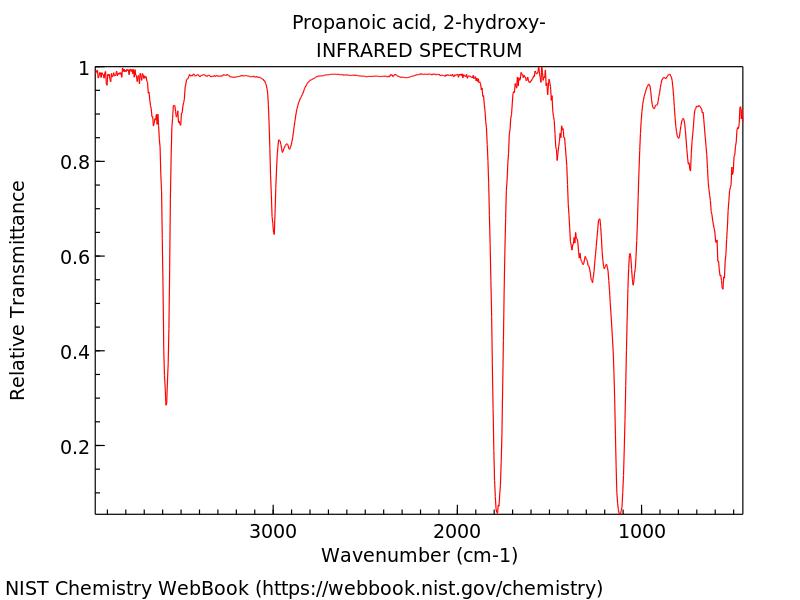 Propanoic acid, 2-hydroxy-
INFRARED SPECTRUM
1
0.8
0.6
0.4
0.2
Relative Transmittance
3000 2000 1000
Wavenumber (cm-1)
NIST Chemistry WebBook (https://webbook.nist.gov/chemistry)